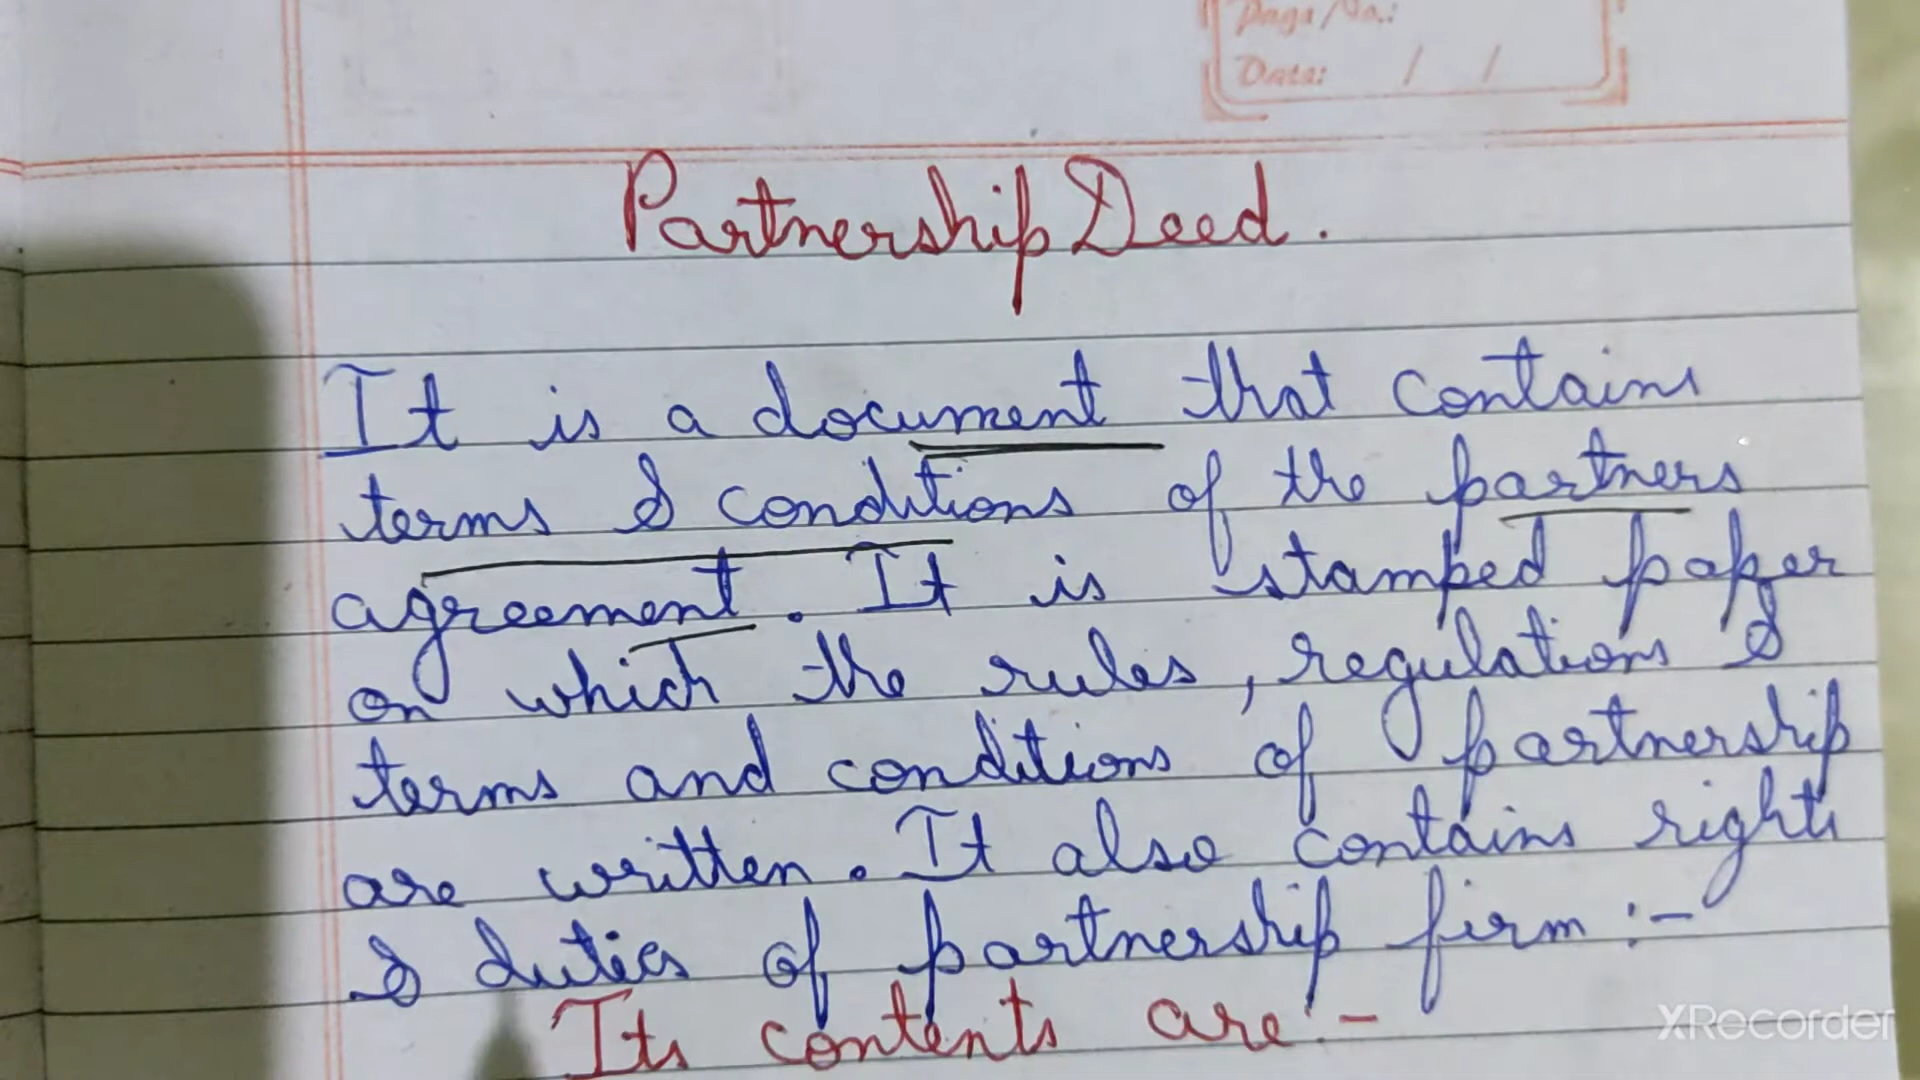 Page No.:
Date: / /
Partnership Deed.
It is a document that contains
terms & conditions of the partners
agreement. It is stamped paper
on which the rules, regulations &
terms and conditions of partnership
are written. It also contains rights
& duties of partnership firm :-
Its contents are :-
XRecorder